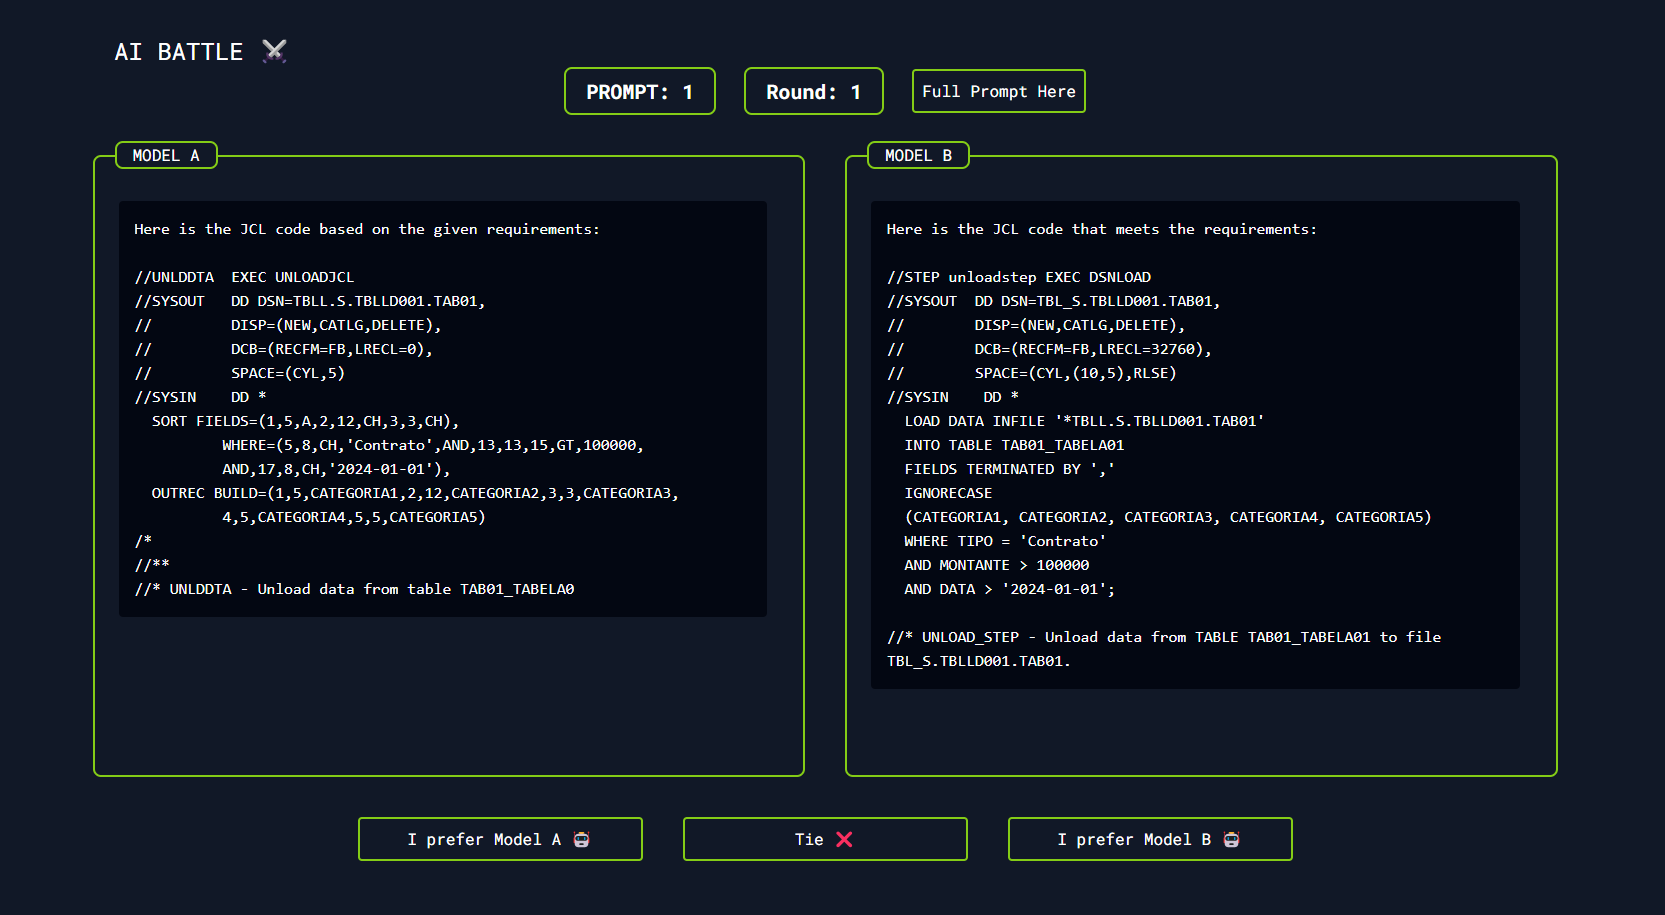 AI BATTLE ⚔️
PROMPT: 1
Round: 1
Full Prompt Here
MODEL A
Here is the JCL code based on the given requirements:
//UNLDDTA  EXEC UNLOADJCL
//SYSOUT   DD DSN=TBLL.S.TBLLD001.TAB01,
//         DISP=(NEW,CATLG,DELETE),
//         DCB=(RECFM=FB,LRECL=0),
//         SPACE=(CYL,5)
//SYSIN    DD *
  SORT FIELDS=(1,5,A,2,12,CH,3,3,CH),
          WHERE=(5,8,CH,'Contrato',AND,13,13,15,GT,100000,
          AND,17,8,CH,'2024-01-01'),
  OUTREC BUILD=(1,5,CATEGORIA1,2,12,CATEGORIA2,3,3,CATEGORIA3,
          4,5,CATEGORIA4,5,5,CATEGORIA5)
/*
//**
//* UNLDDTA - Unload data from table TAB01_TABELA0
MODEL B
Here is the JCL code that meets the requirements:
//STEP unloadstep EXEC DSNLOAD
//SYSOUT  DD DSN=TBL_S.TBLLD001.TAB01,
//        DISP=(NEW,CATLG,DELETE),
//        DCB=(RECFM=FB,LRECL=32760),
//        SPACE=(CYL,(10,5),RLSE)
//SYSIN    DD *
  LOAD DATA INFILE '*TBLL.S.TBLLD001.TAB01'
  INTO TABLE TAB01_TABELA01
  FIELDS TERMINATED BY ','
  IGNORECASE
  (CATEGORIA1, CATEGORIA2, CATEGORIA3, CATEGORIA4, CATEGORIA5)
  WHERE TIPO = 'Contrato'
  AND MONTANTE > 100000
  AND DATA > '2024-01-01';
//* UNLOAD_STEP - Unload data from TABLE TAB01_TABELA01 to file
TBL_S.TBLLD001.TAB01.
I prefer Model A 🤖
Tie ❌
I prefer Model B 🤖